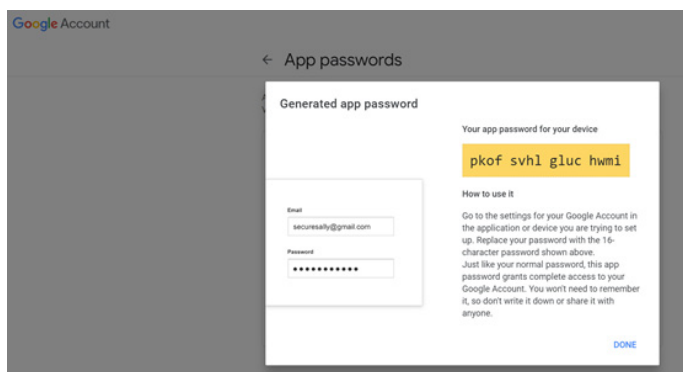 Google Account
← App passwords
Generated app password
Your app password for your device
pkof svhl gluc hwmi
How to use it
Go to the settings for your Google Account in
the application or device you are trying to set
up. Replace your password with the 16-
character password shown above.
Just like your normal password, this app
password grants complete access to your
Google Account. You won't need to remember
it, so don't write it down or share it with
anyone.
Email
securesally@gmail.com
Password
●●●●●●●●●●●
DONE